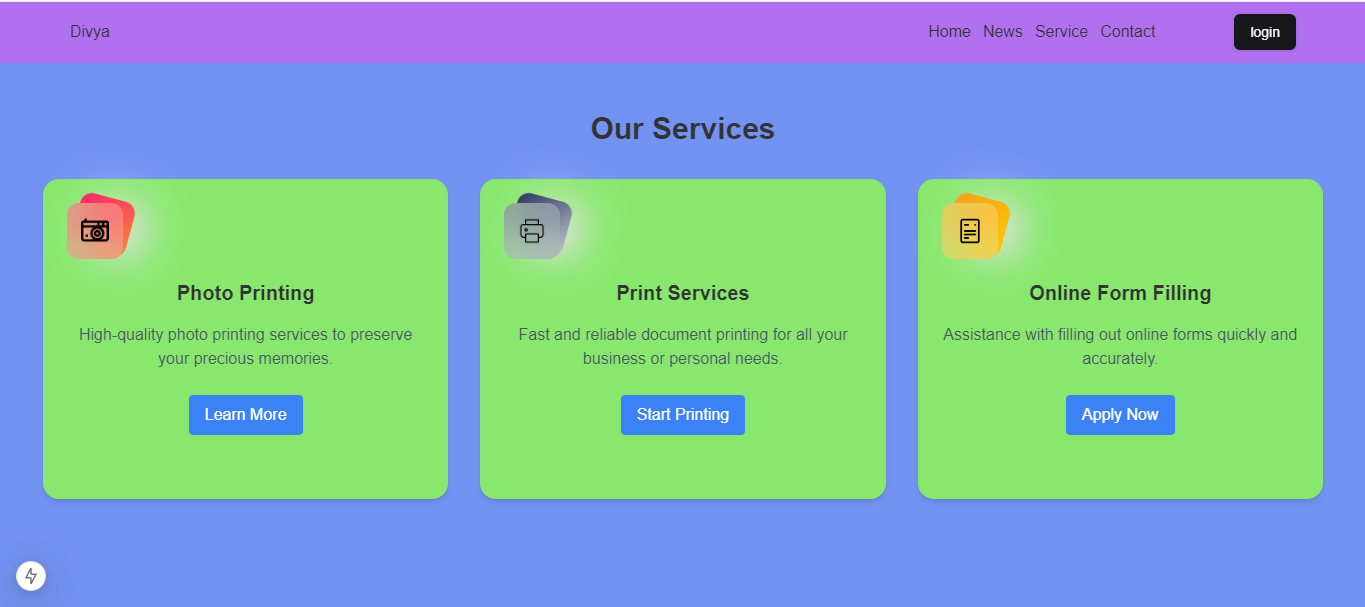 Divya
Home News Service Contact
login
Our Services
Photo Printing
High-quality photo printing services to preserve
your precious memories.
Learn More
Print Services
Fast and reliable document printing for all your
business or personal needs.
Start Printing
Online Form Filling
Assistance with filling out online forms quickly and
accurately.
Apply Now